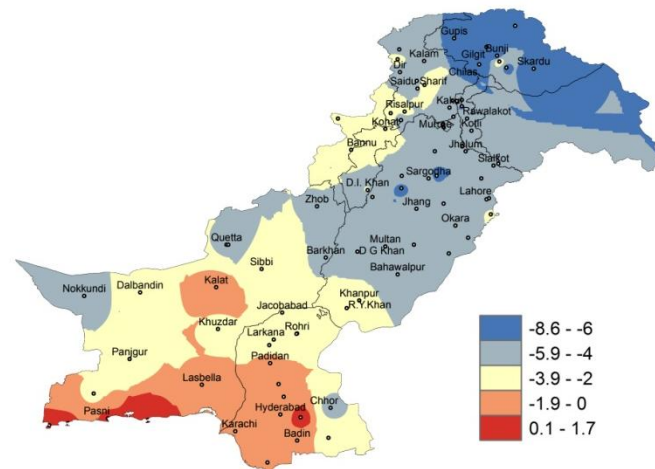 Gupis
Kalam
Gilgit
Bunji
Dir
Skardu
Chilas
Saidu Sharif
Kakul
Risalpur
Rawalakot
Kohat
Kotli
Murree
Bannu
Jhelum
Sialkot
Sargogha
D.I. Khan
Zhob
Lahore
Jhang
Okara
Quetta
Multan
Barkhan
D G Khan
Sibbi
Bahawalpur
Nokkundi
Dalbandin
Kalat
Khanpur
Jacobabad
R.Y.Khan
Khuzdar
Rohri
Larkana
Panjgur
Padidan
Lasbella
Chhor
Pasni
Hyderabad
Karachi
Badin
-8.6 - -6
-5.9 - -4
-3.9 - -2
-1.9 - 0
0.1 - 1.7